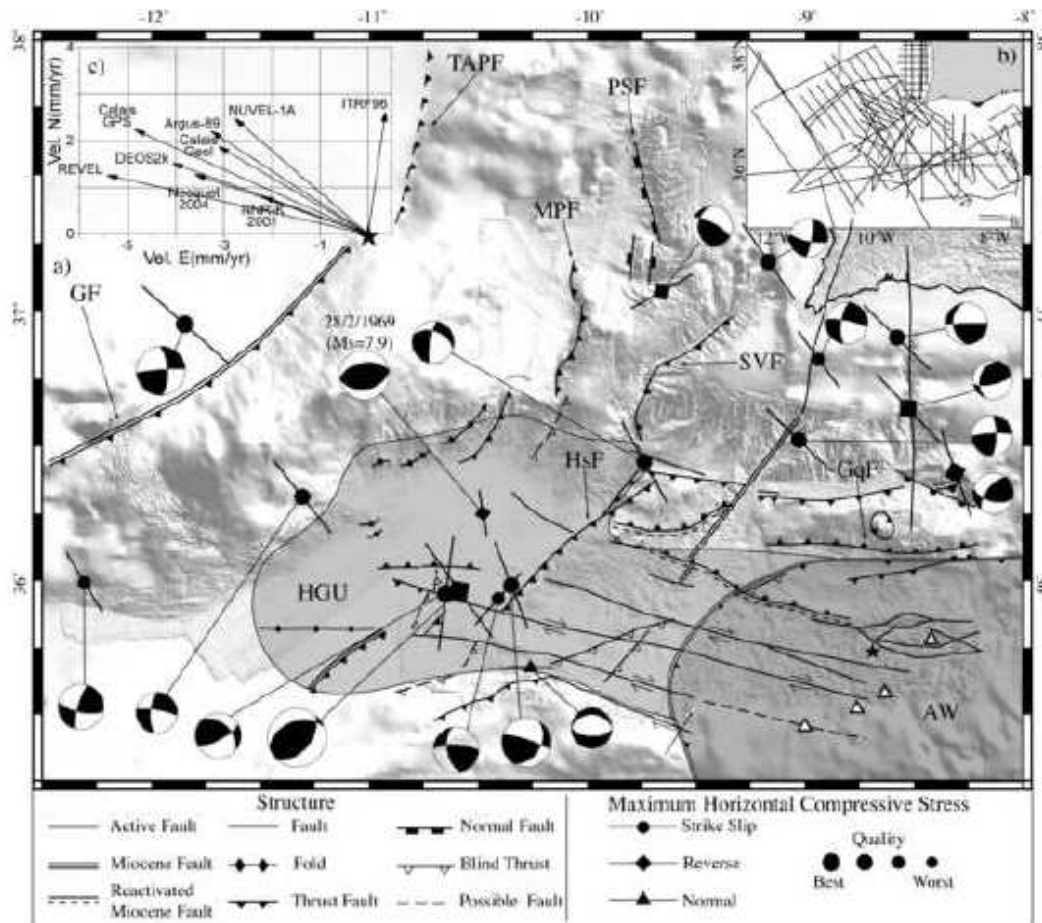 -12° -11° -10° -9° -8°
38°
c)
TAPF
b)
38°N
Vel. N(mm/yr)
4
Calais
GPS
Argus-89
NUVEL-1A
ITRF96
PSF
2
Calais
Geol
36°N
REVEL
DEOS2k
Nocquet
2004
2001
MPF
0
-5 -3 -1
Vel. E(mm/yr)
10°W
8°W
a)
GF
37°
28/2/1969
(Ms=7.9)
SVF
HsF
GqF
36°
HGU
AW
Structure
Active Fault
Fault
Normal Fault
Miocene Fault
Fold
Blind Thrust
Reactivated
Miocene Fault
Thrust Fault
Possible Fault
Maximum Horizontal Compressive Stress
Strike Slip
Reverse
Normal
Quality
Best
Worst